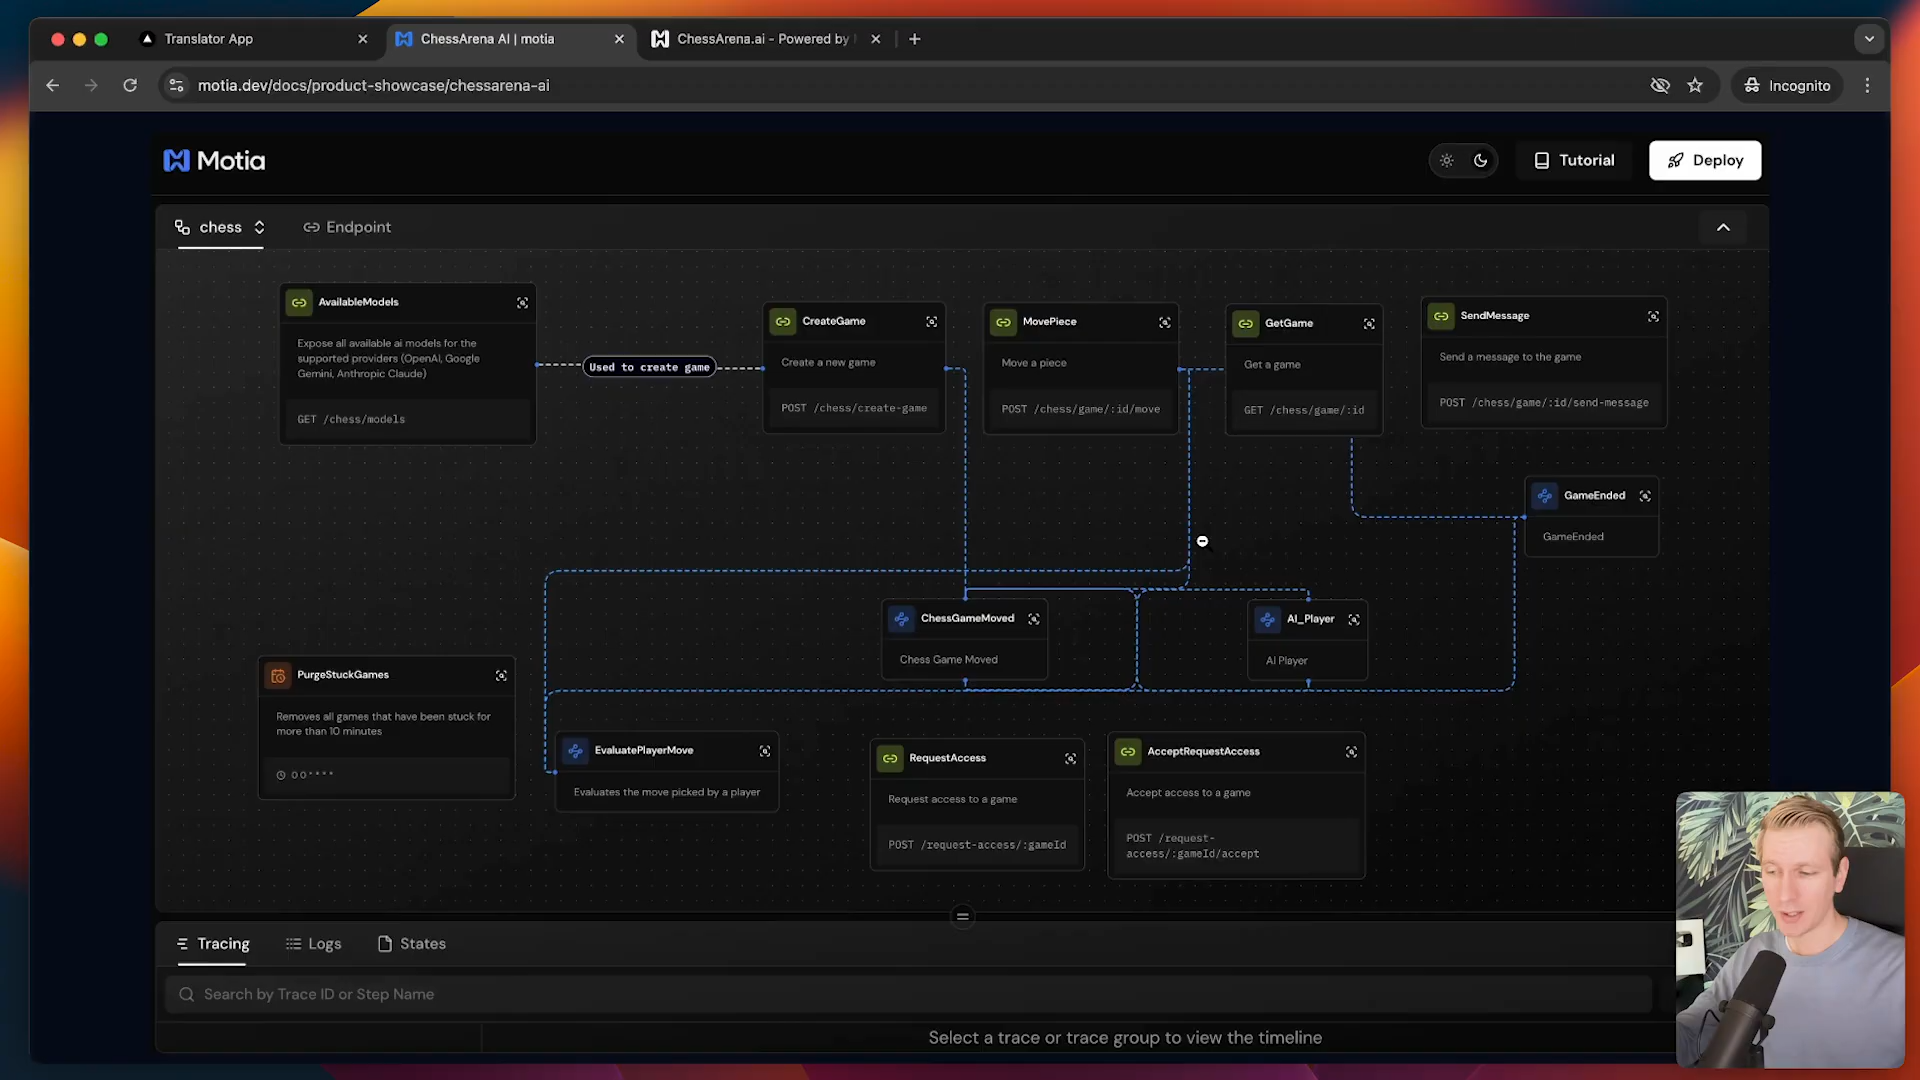 Translator App
ChessArena AI | motia
ChessArena.ai - Powered by
motia.dev/docs/product-showcase/chessarena-ai
Incognito
Motia
Tutorial
Deploy
chess
Endpoint
AvailableModels
Expose all available ai models for the
supported providers (OpenAI, Google
Gemini, Anthropic Claude)
GET /chess/models
Used to create game
CreateGame
Create a new game
POST /chess/create-game
MovePiece
Move a piece
POST /chess/game/:id/move
GetGame
Get a game
GET /chess/game/:id
SendMessage
Send a message to the game
POST /chess/game/:id/send-message
GameEnded
GameEnded
ChessGameMoved
Chess Game Moved
AI_Player
AI Player
PurgeStuckGames
Removes all games that have been stuck for
more than 10 minutes
0 0 * * * *
EvaluatePlayerMove
Evaluates the move picked by a player
RequestAccess
Request access to a game
POST /request-access/:gameId
AcceptRequestAccess
Accept access to a game
POST /request-
access/:gameId/accept
Tracing
Logs
States
Search by Trace ID or Step Name
Select a trace or trace group to view the timeline